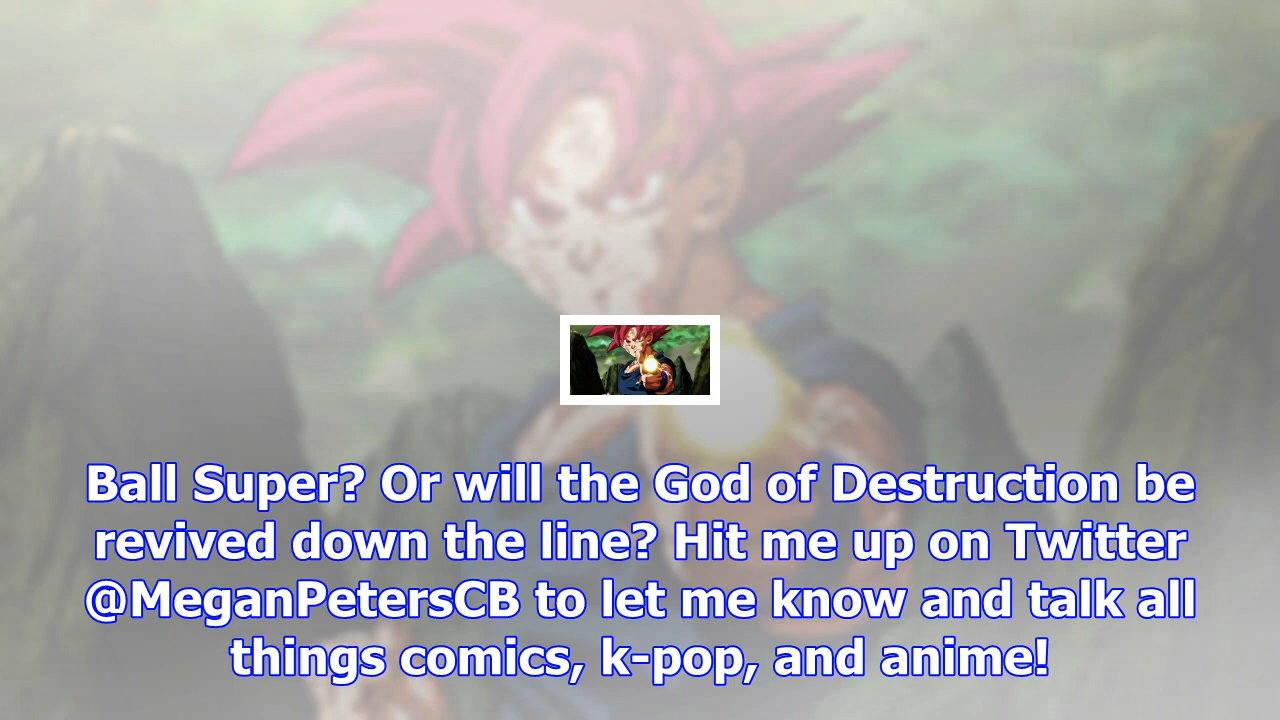 Ball Super? Or will the God of Destruction be
revived down the line? Hit me up on Twitter
@MeganPetersCB to let me know and talk all
things comics, k-pop, and anime!